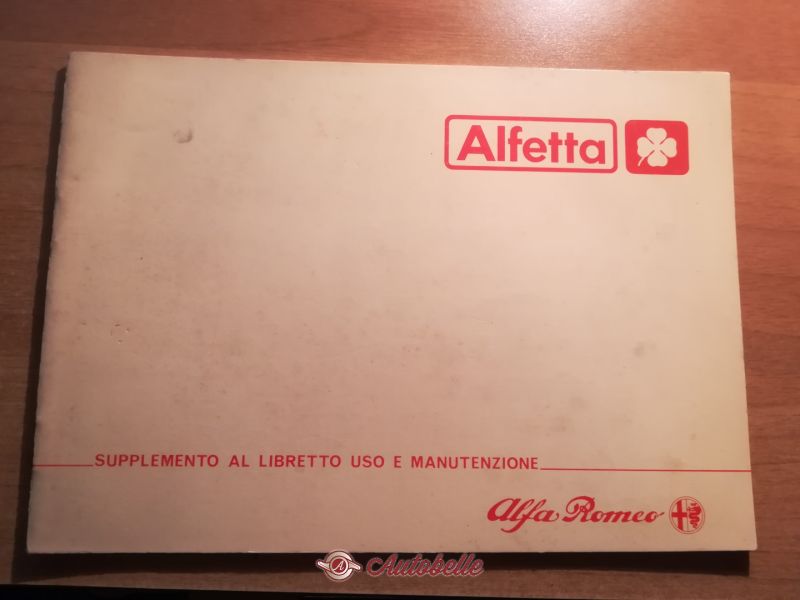 Alfetta
SUPPLEMENTO AL LIBRETTO USO E MANUTENZIONE
Alfa Romeo
A Autobelle